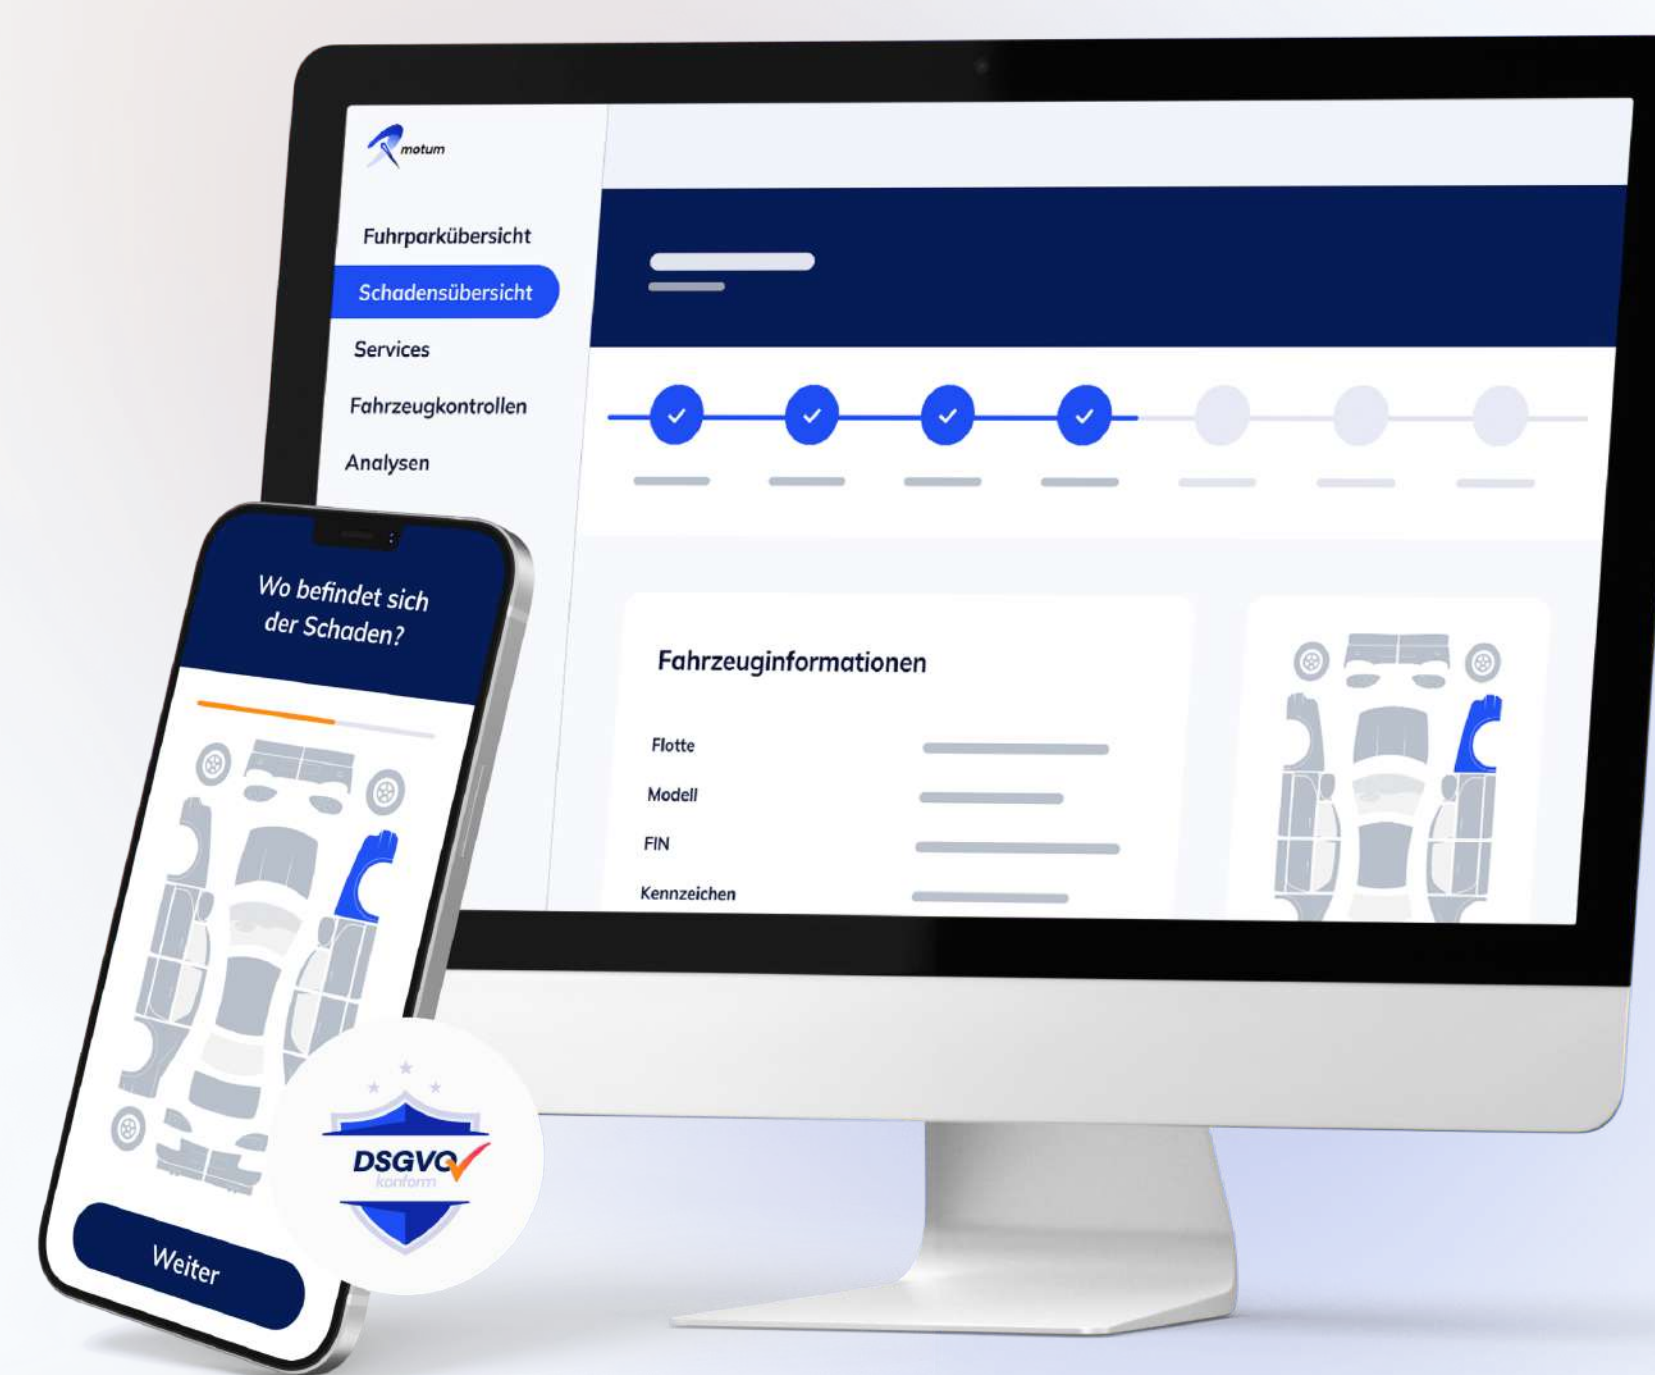 motum
Fuhrparkübersicht
Schadensübersicht
Services
Fahrzeugkontrollen
Analysen
Fahrzeuginformationen
Flotte
Modell
FIN
Kennzeichen
Wo befindet sich
der Schaden?
Weiter
DSGVO
konform